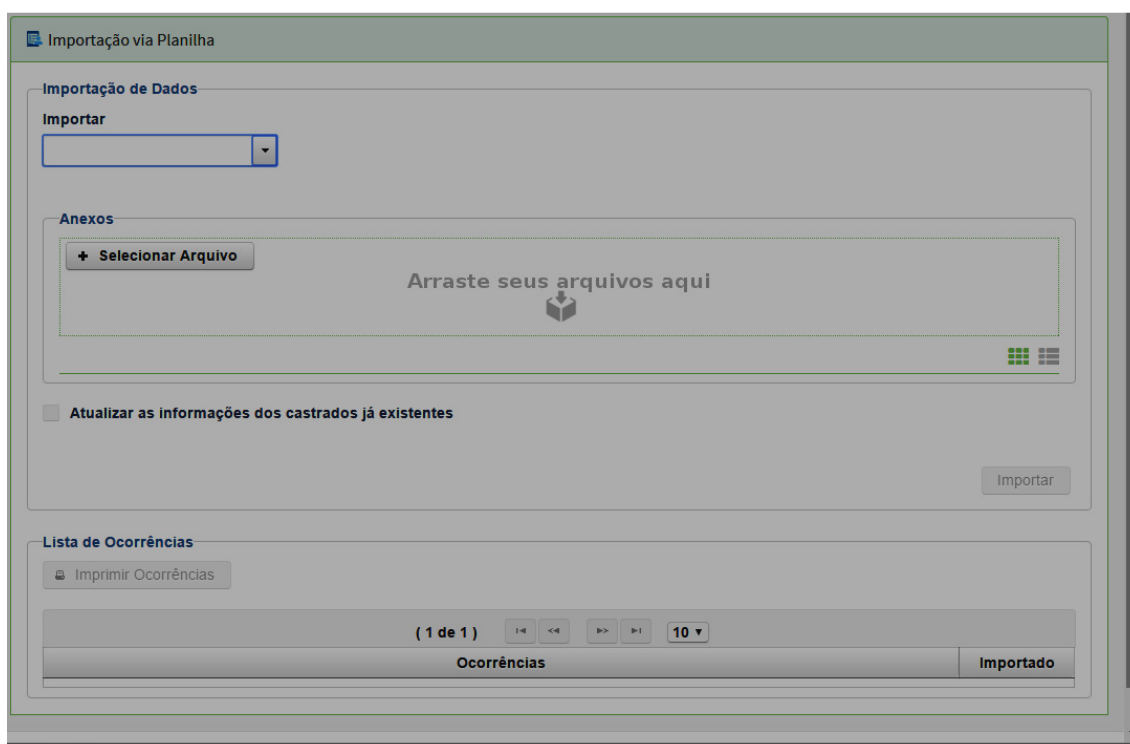 Importação via Planilha
Importação de Dados
Importar
Anexos
+ Selecionar Arquivo
Arraste seus arquivos aqui
Atualizar as informações dos castrados já existentes
Importar
Lista de Ocorrências
Imprimir Ocorrências
( 1 de 1 ) 10
Ocorrências Importado